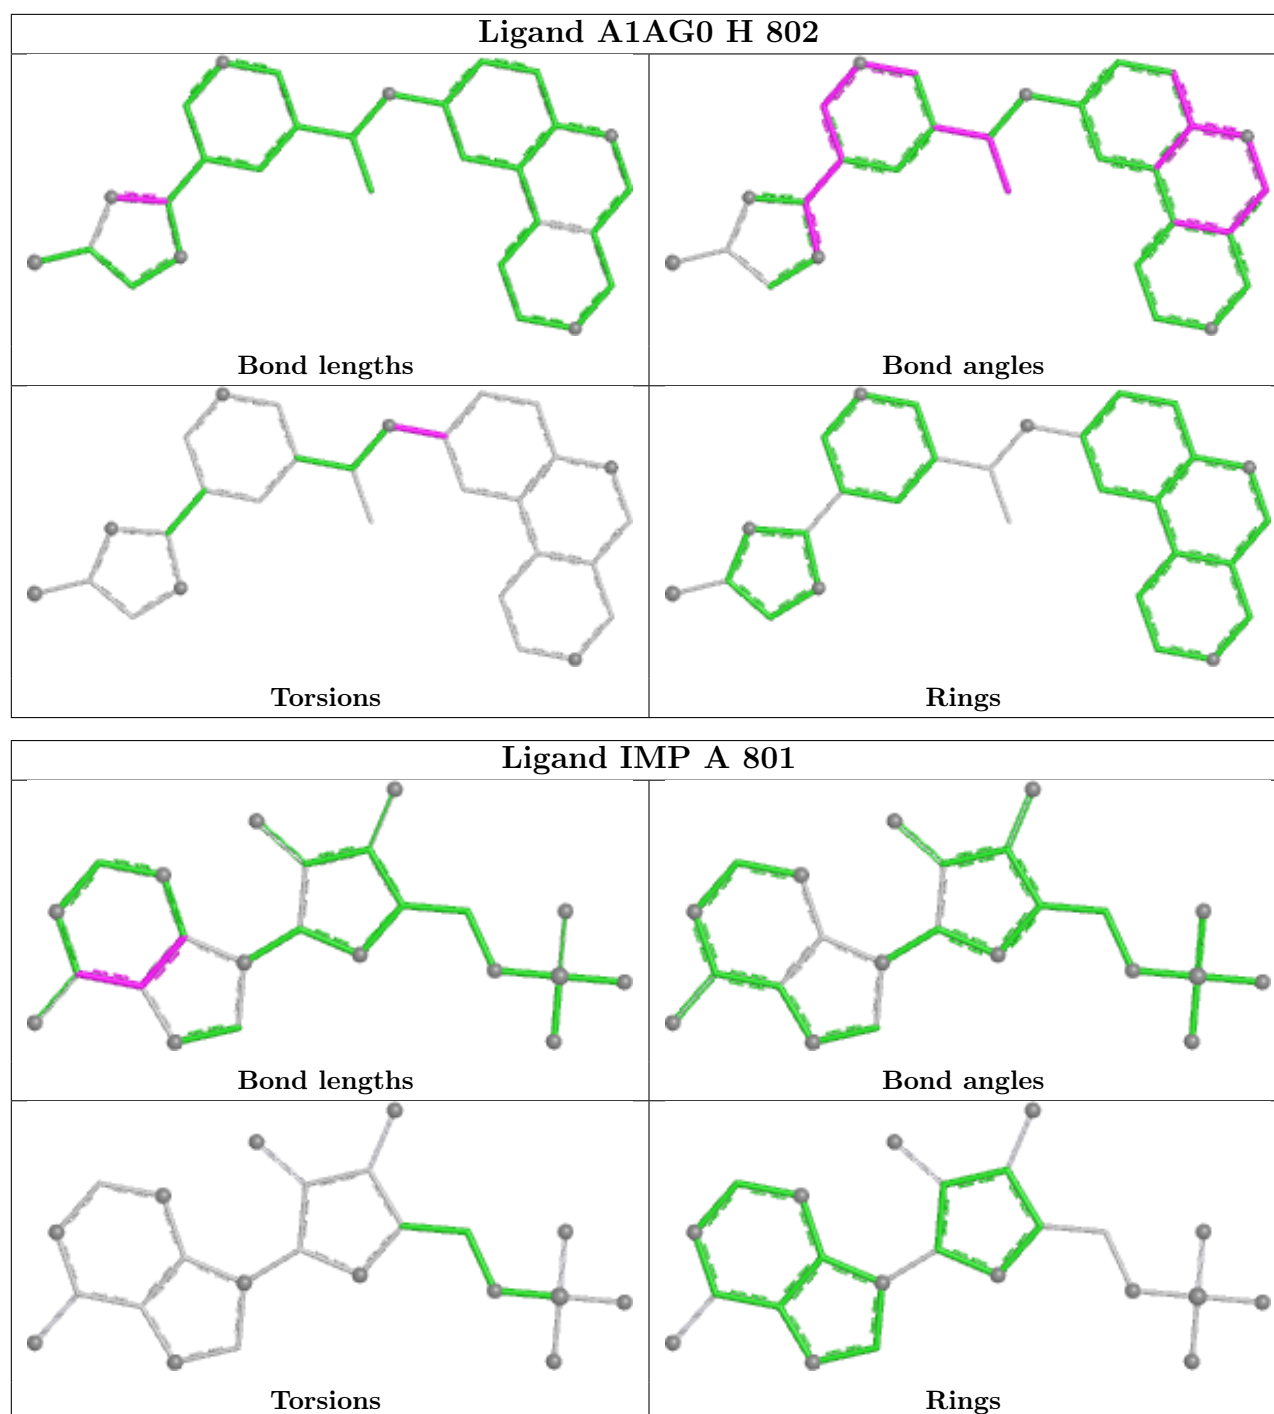 Ligand A1AG0 H 802
Bond lengths
Bond angles
Torsions
Rings
Ligand IMP A 801
Bond lengths
Bond angles
Torsions
Rings